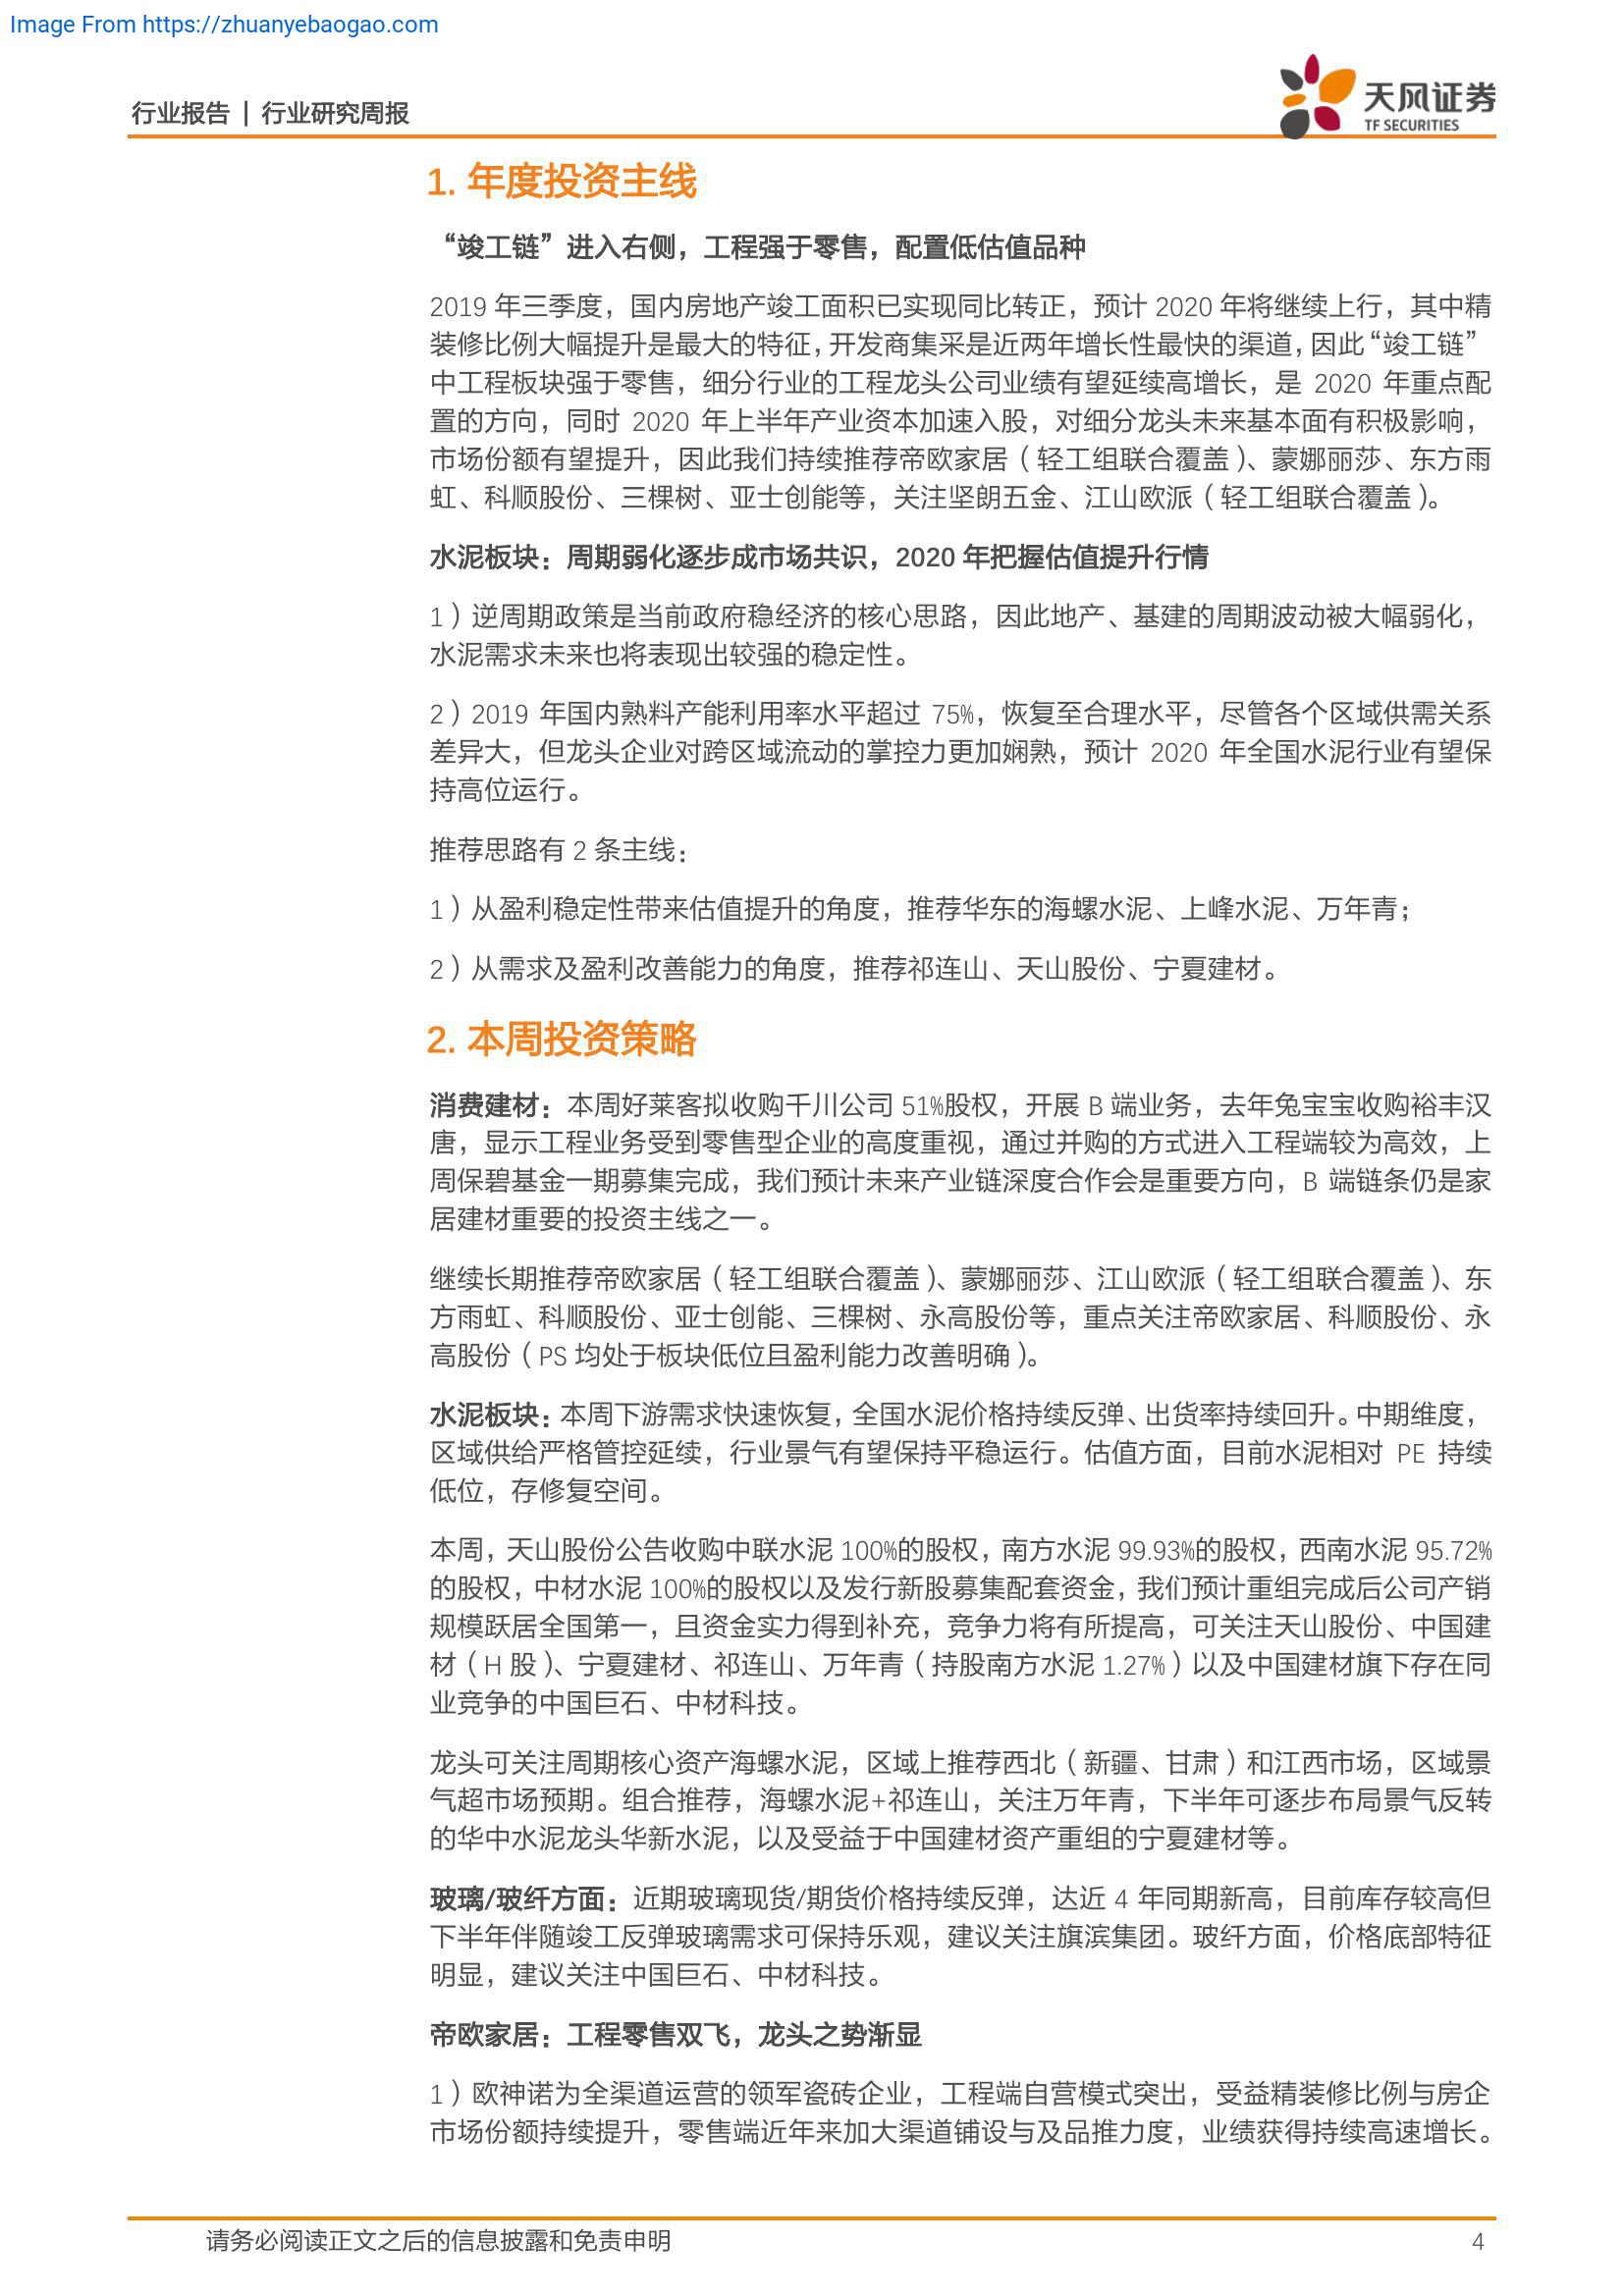 Image From https://zhuanyebaogao.com
行业报告 | 行业研究周报
天风证券
TF SECURITIES
1. 年度投资主线
“竣工链”进入右侧，工程强于零售，配置低估值品种
2019 年三季度，国内房地产竣工面积已实现同比转正，预计 2020 年将继续上行，其中精
装修比例大幅提升是最大的特征，开发商集采是近两年增长性最快的渠道，因此“竣工链”
中工程板块强于零售，细分行业的工程龙头公司业绩有望延续高增长，是 2020 年重点配
置的方向，同时 2020 年上半年产业资本加速入股，对细分龙头未来基本面有积极影响，
市场份额有望提升，因此我们持续推荐帝欧家居（轻工组联合覆盖）、蒙娜丽莎、东方雨
虹、科顺股份、三棵树、亚士创能等，关注坚朗五金、江山欧派（轻工组联合覆盖）。
水泥板块：周期弱化逐步成市场共识，2020 年把握估值提升行情
1）逆周期政策是当前政府稳经济的核心思路，因此地产、基建的周期波动被大幅弱化，
水泥需求未来也将表现出较强的稳定性。
2）2019 年国内熟料产能利用率水平超过 75%，恢复至合理水平，尽管各个区域供需关系
差异大，但龙头企业对跨区域流动的掌控力更加娴熟，预计 2020 年全国水泥行业有望保
持高位运行。
推荐思路有 2 条主线：
1）从盈利稳定性带来估值提升的角度，推荐华东的海螺水泥、上峰水泥、万年青；
2）从需求及盈利改善能力的角度，推荐祁连山、天山股份、宁夏建材。
2. 本周投资策略
消费建材：本周好莱客拟收购千川公司 51%股权，开展 B 端业务，去年兔宝宝收购裕丰汉
唐，显示工程业务受到零售型企业的高度重视，通过并购的方式进入工程端较为高效，上
周保碧基金一期募集完成，我们预计未来产业链深度合作会是重要方向，B 端链条仍是家
居建材重要的投资主线之一。
继续长期推荐帝欧家居（轻工组联合覆盖）、蒙娜丽莎、江山欧派（轻工组联合覆盖）、东
方雨虹、科顺股份、亚士创能、三棵树、永高股份等，重点关注帝欧家居、科顺股份、永
高股份（PS 均处于板块低位且盈利能力改善明确）。
水泥板块：本周下游需求快速恢复，全国水泥价格持续反弹、出货率持续回升。中期维度，
区域供给严格管控延续，行业景气有望保持平稳运行。估值方面，目前水泥相对 PE 持续
低位，存修复空间。
本周，天山股份公告收购中联水泥 100%的股权，南方水泥 99.93%的股权，西南水泥 95.72%
的股权，中材水泥 100%的股权以及发行新股募集配套资金，我们预计重组完成后公司产销
规模跃居全国第一，且资金实力得到补充，竞争力将有所提高，可关注天山股份、中国建
材（H 股）、宁夏建材、祁连山、万年青（持股南方水泥 1.27%）以及中国建材旗下存在同
业竞争的中国巨石、中材科技。
龙头可关注周期核心资产海螺水泥，区域上推荐西北（新疆、甘肃）和江西市场，区域景
气超市场预期。组合推荐，海螺水泥+祁连山，关注万年青，下半年可逐步布局景气反转
的华中水泥龙头华新水泥，以及受益于中国建材资产重组的宁夏建材等。
玻璃/玻纤方面：近期玻璃现货/期货价格持续反弹，达近 4 年同期新高，目前库存较高但
下半年伴随竣工反弹玻璃需求可保持乐观，建议关注旗滨集团。玻纤方面，价格底部特征
明显，建议关注中国巨石、中材科技。
帝欧家居：工程零售双飞，龙头之势渐显
1）欧神诺为全渠道运营的领军瓷砖企业，工程端自营模式突出，受益精装修比例与房企
市场份额持续提升，零售端近年来加大渠道铺设与及品推力度，业绩获得持续高速增长。
请务必阅读正文之后的信息披露和免责申明
4